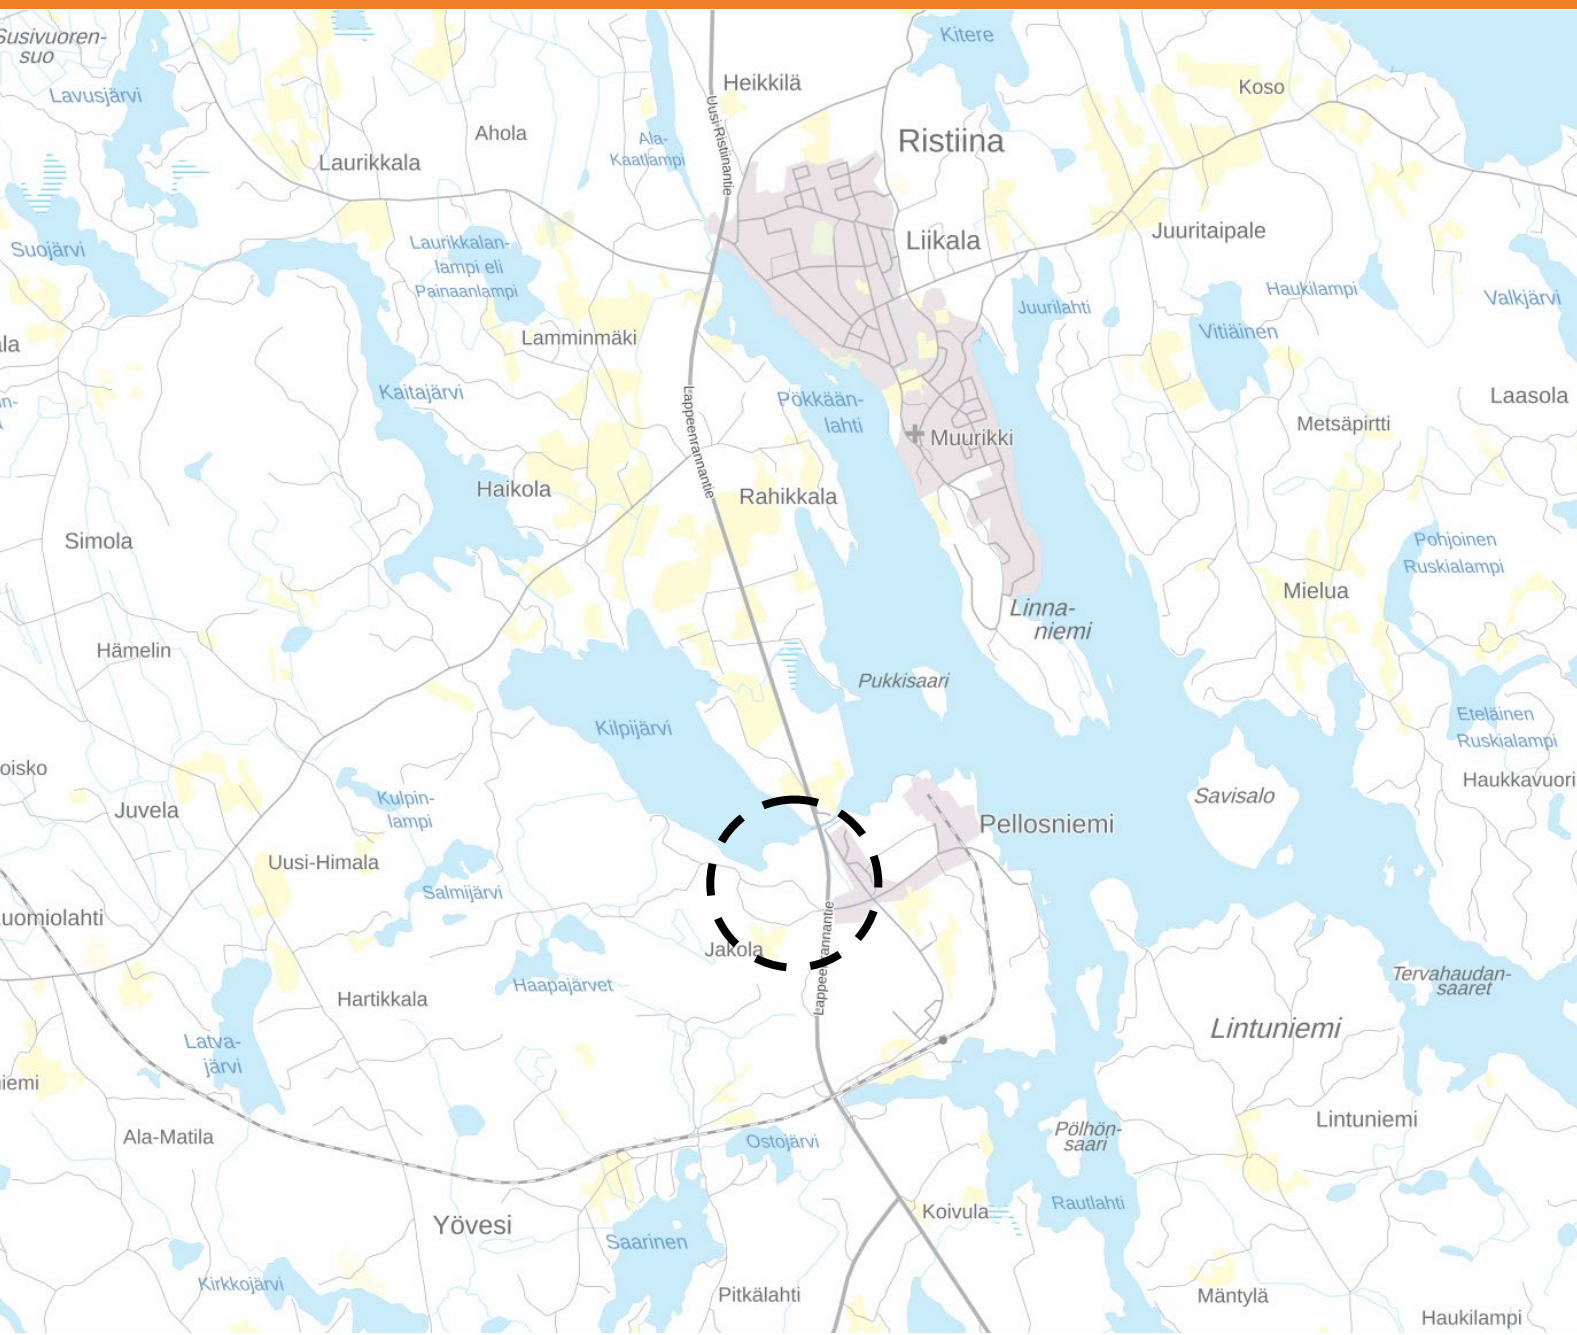 Susivuoren-
suo
Lavusjärvi
Kitere
Heikkilä
Koso
Uusi-Ristiinantie
Ahola
Ala-
Kaatlampi
Ristiina
Laurikkala
Suojärvi
Laurikkalan-
lampi eli
Painaanlampi
Liikala
Juuritaipale
Juurilahti
Haukilampi
Valkjärvi
Vitiäinen
Lamminmäki
Kaitajärvi
Lappeenrannantie
Pökkään-
lahti
Laasola
Metsäpirtti
Muurikki
Haikola
Rahikkala
Simola
Pohjoinen
Ruskialampi
Mielua
Linna-
niemi
Hämelin
Pukkisaari
Kilpijärvi
Eteläinen
Ruskialampi
oisko
Haukkavuori
Savisalo
Juvela
Kulpin-
lampi
Pellosniemi
Uusi-Himala
Salmijärvi
uomiolahti
Jakola
Lappeenrannantie
Haapajärvet
Hartikkala
Tervahaudan-
saaret
Lintuniemi
Latva-
järvi
iemi
Ala-Matila
Ostojärvi
Pölhön-
saari
Lintuniemi
Rautlahti
Koivula
Yövesi
Saarinen
Kirkkojärvi
Pitkälahti
Mäntylä
Haukilampi